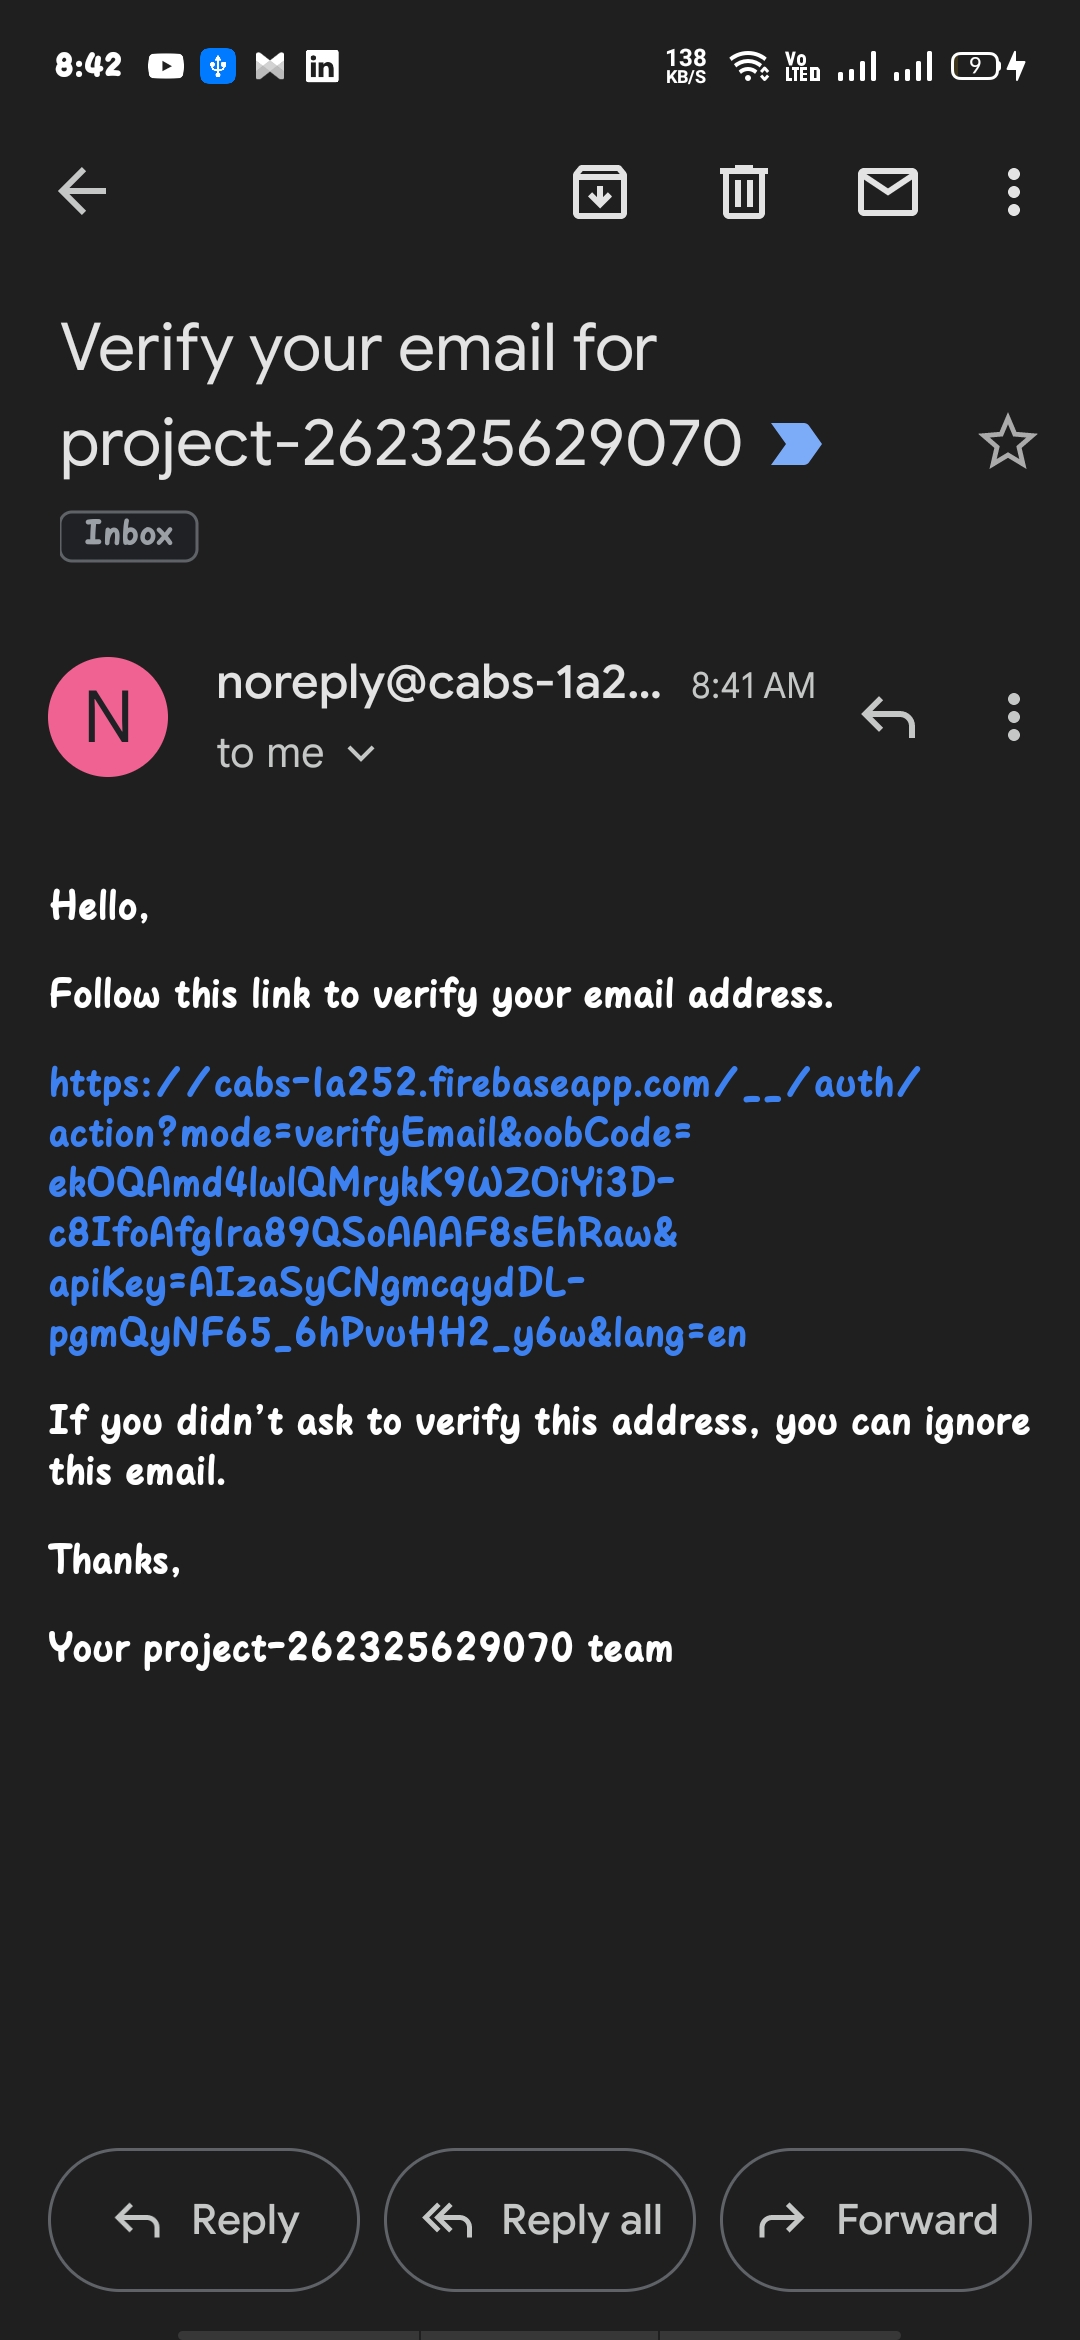 8:42 in 138 KB/S Vo LTE D 9
Verify your email for
project-262325629070
Inbox
N
noreply@cabs-1a2... 8:41 AM
to me
Hello,
Follow this link to verify your email address.
https://cabs-1a252.firebaseapp.com/__/auth/
action?mode=verifyEmail&oobCode=
ekOQAmd4lwlQMrykK9WZOiYi3D-
c8IfoAfglra89QSoAAAF8sEhRaw&
apiKey=AIzaSyCNgmcqydDL-
pgmQyNF65_6hPvuHH2_y6w&lang=en
If you didn't ask to verify this address, you can ignore
this email.
Thanks,
Your project-262325629070 team
Reply Reply all Forward